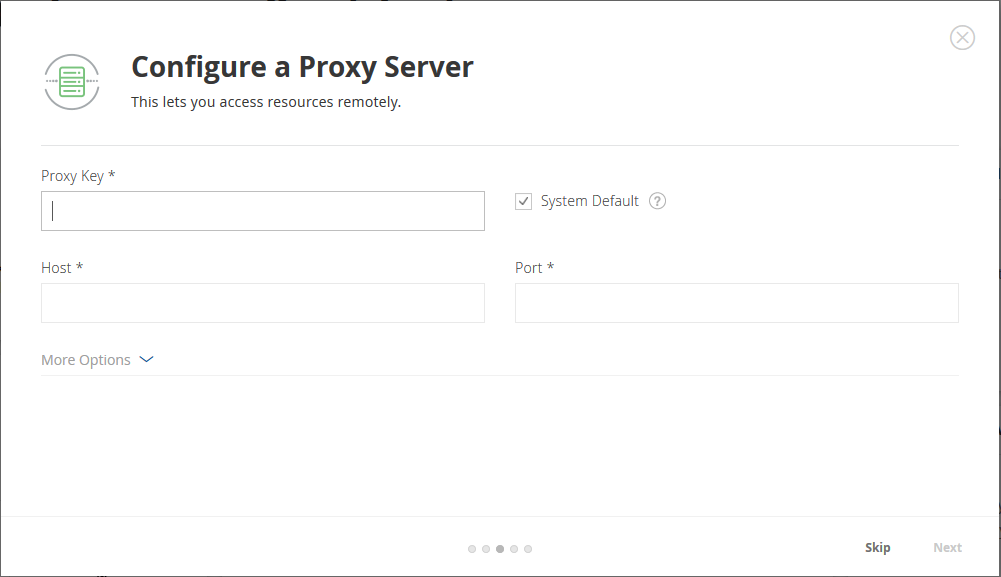 Configure a Proxy Server
This lets you access resources remotely.
Proxy Key *
System Default ?
Host *
Port *
More Options
Skip
Next